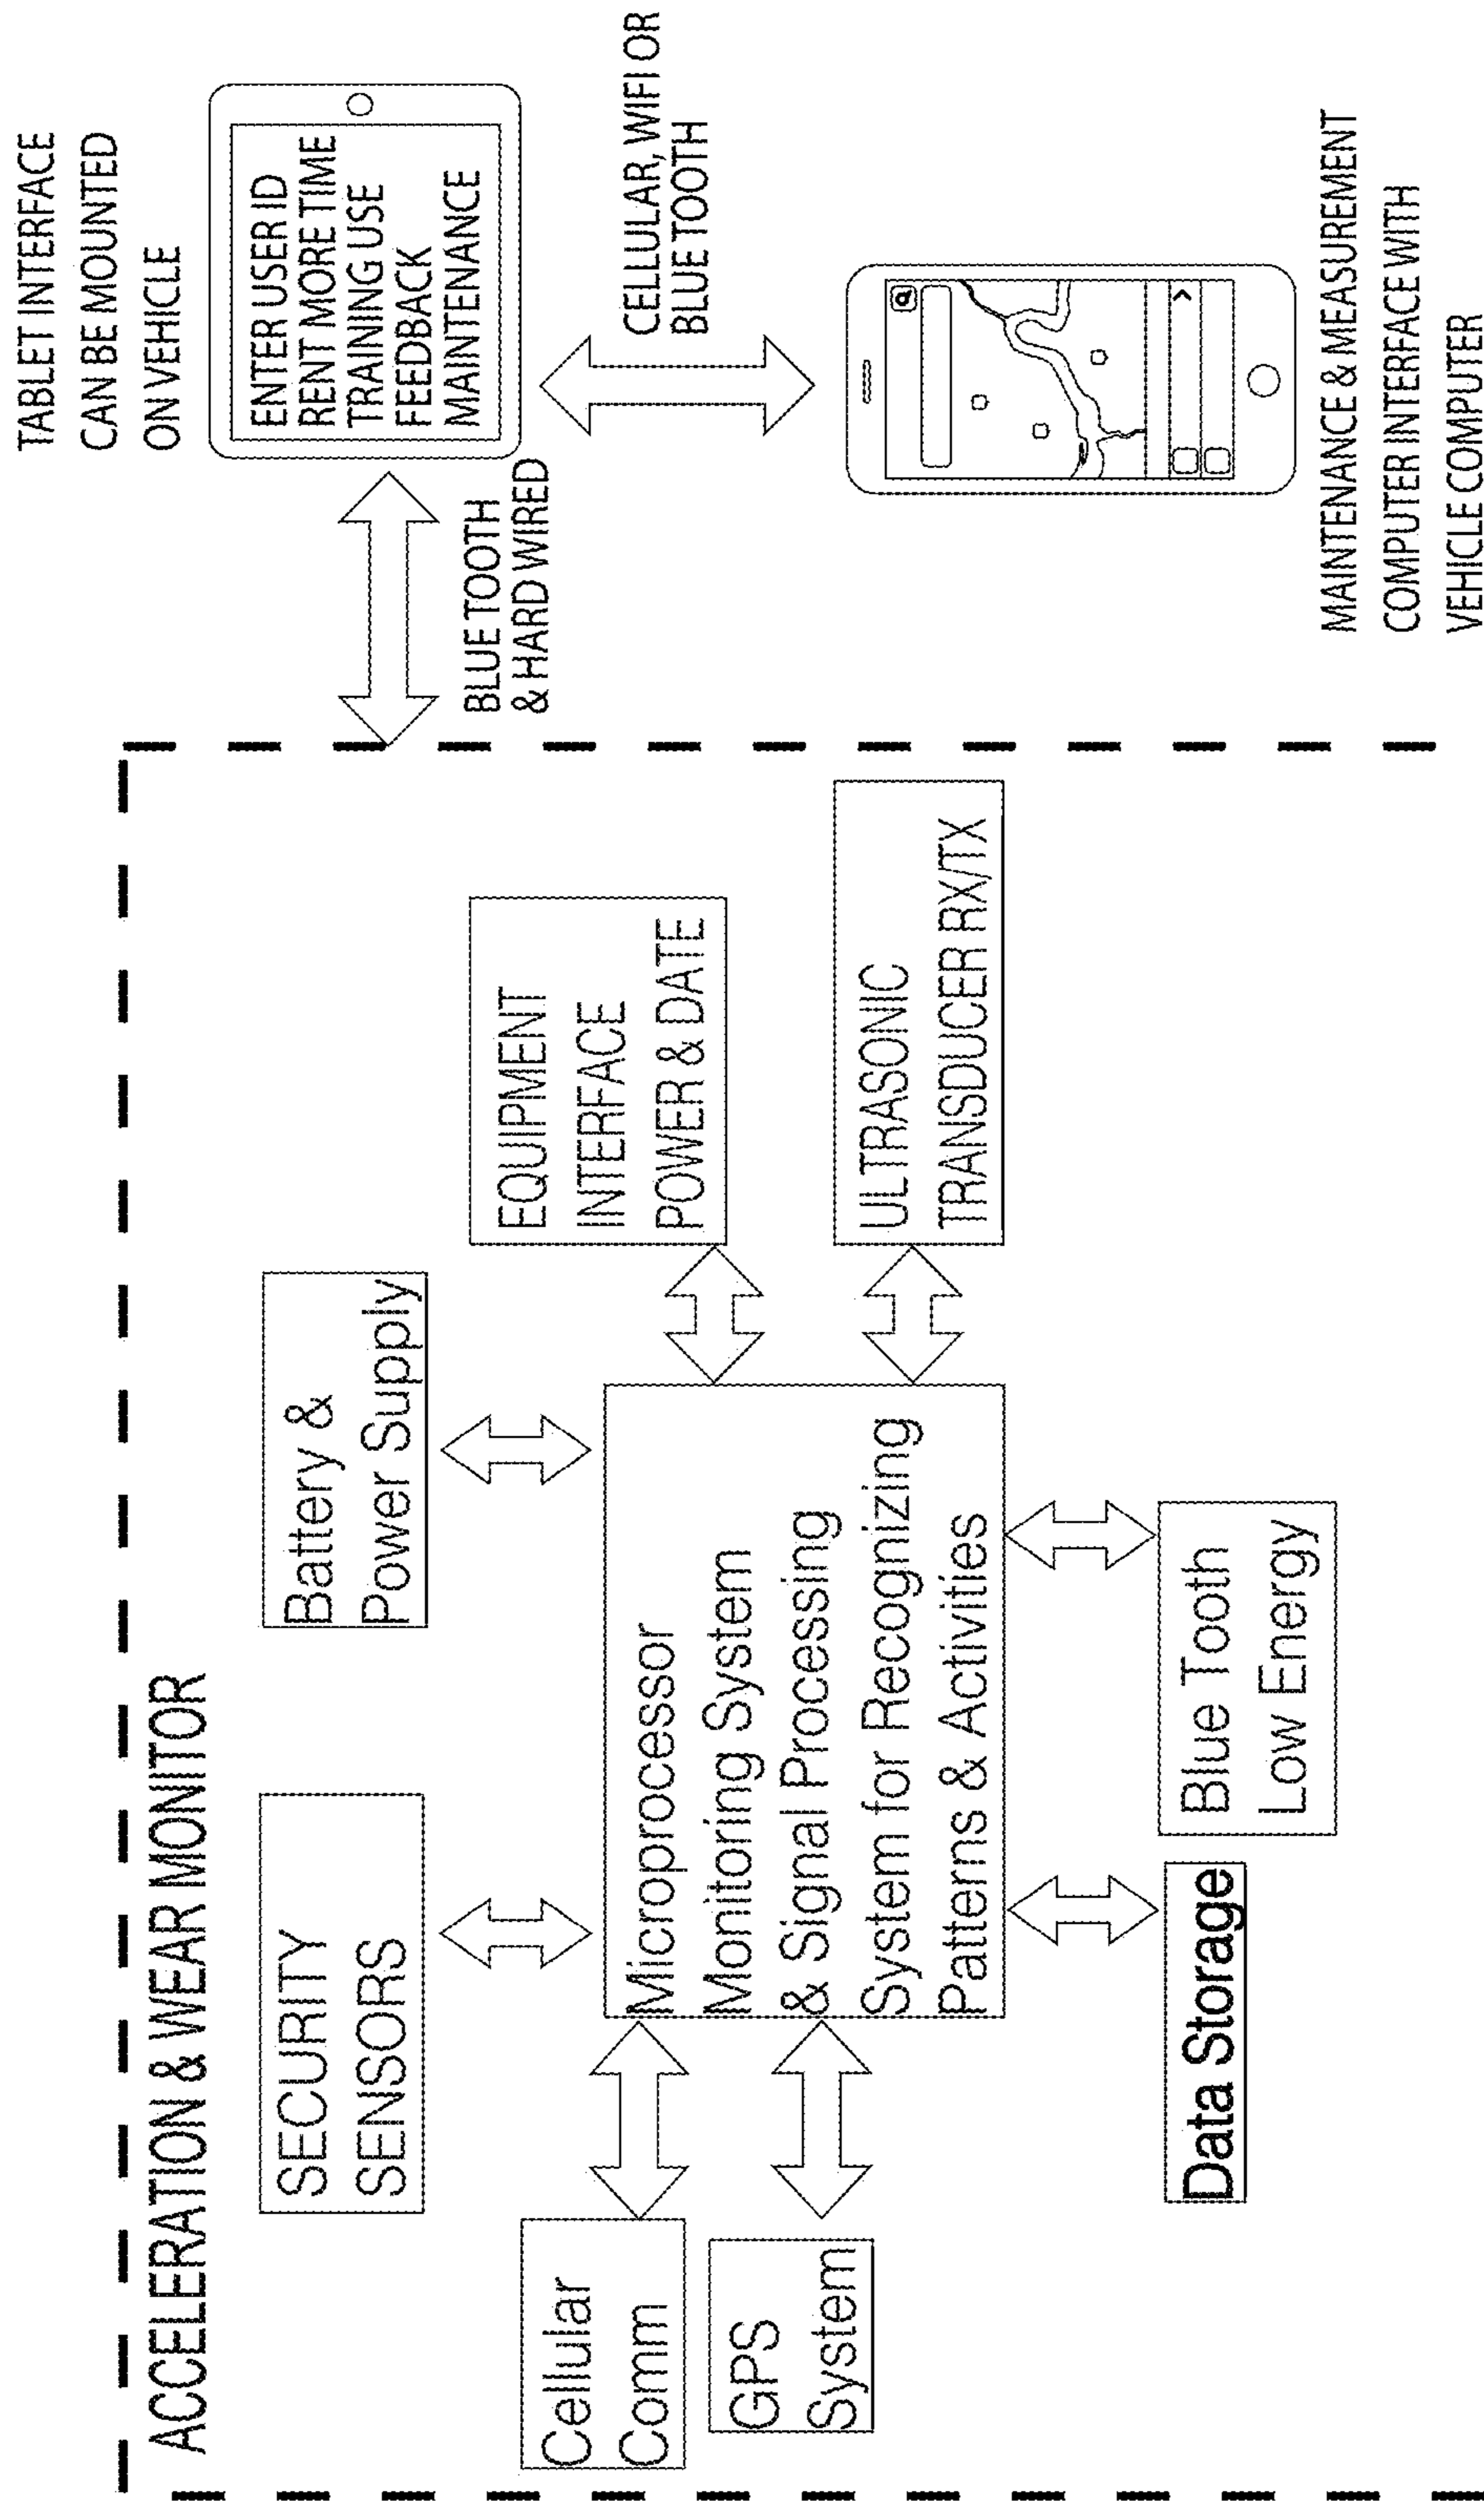 ACCELERATION & WEAR MONITOR
SECURITY
SENSORS
Battery &
Power Supply
Cellular
Comm
GPS
System
Microprocessor
Monitoring System
& Signal Processing
System for Recognizing
Patterns & Activities
EQUIPMENT
INTERFACE
POWER & DATE
ULTRASONIC
TRANSDUCER RX/TX
Data Storage
Blue Tooth
Low Energy
BLUE TOOTH
& HARD WIRED
TABLET INTERFACE
CAN BE MOUNTED
ON VEHICLE
ENTER USER ID
RENT MORE TIME
TRAINING USE
FEEDBACK
MAINTENANCE
CELLULAR, WIFI OR
BLUE TOOTH
MAINTENANCE & MEASUREMENT
COMPUTER INTERFACE WITH
VEHICLE COMPUTER